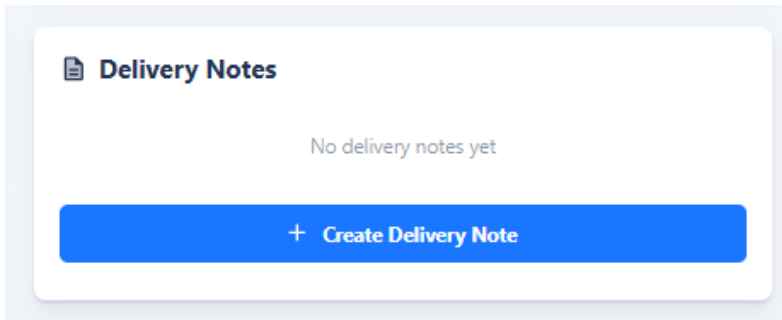 Delivery Notes
No delivery notes yet
+ Create Delivery Note